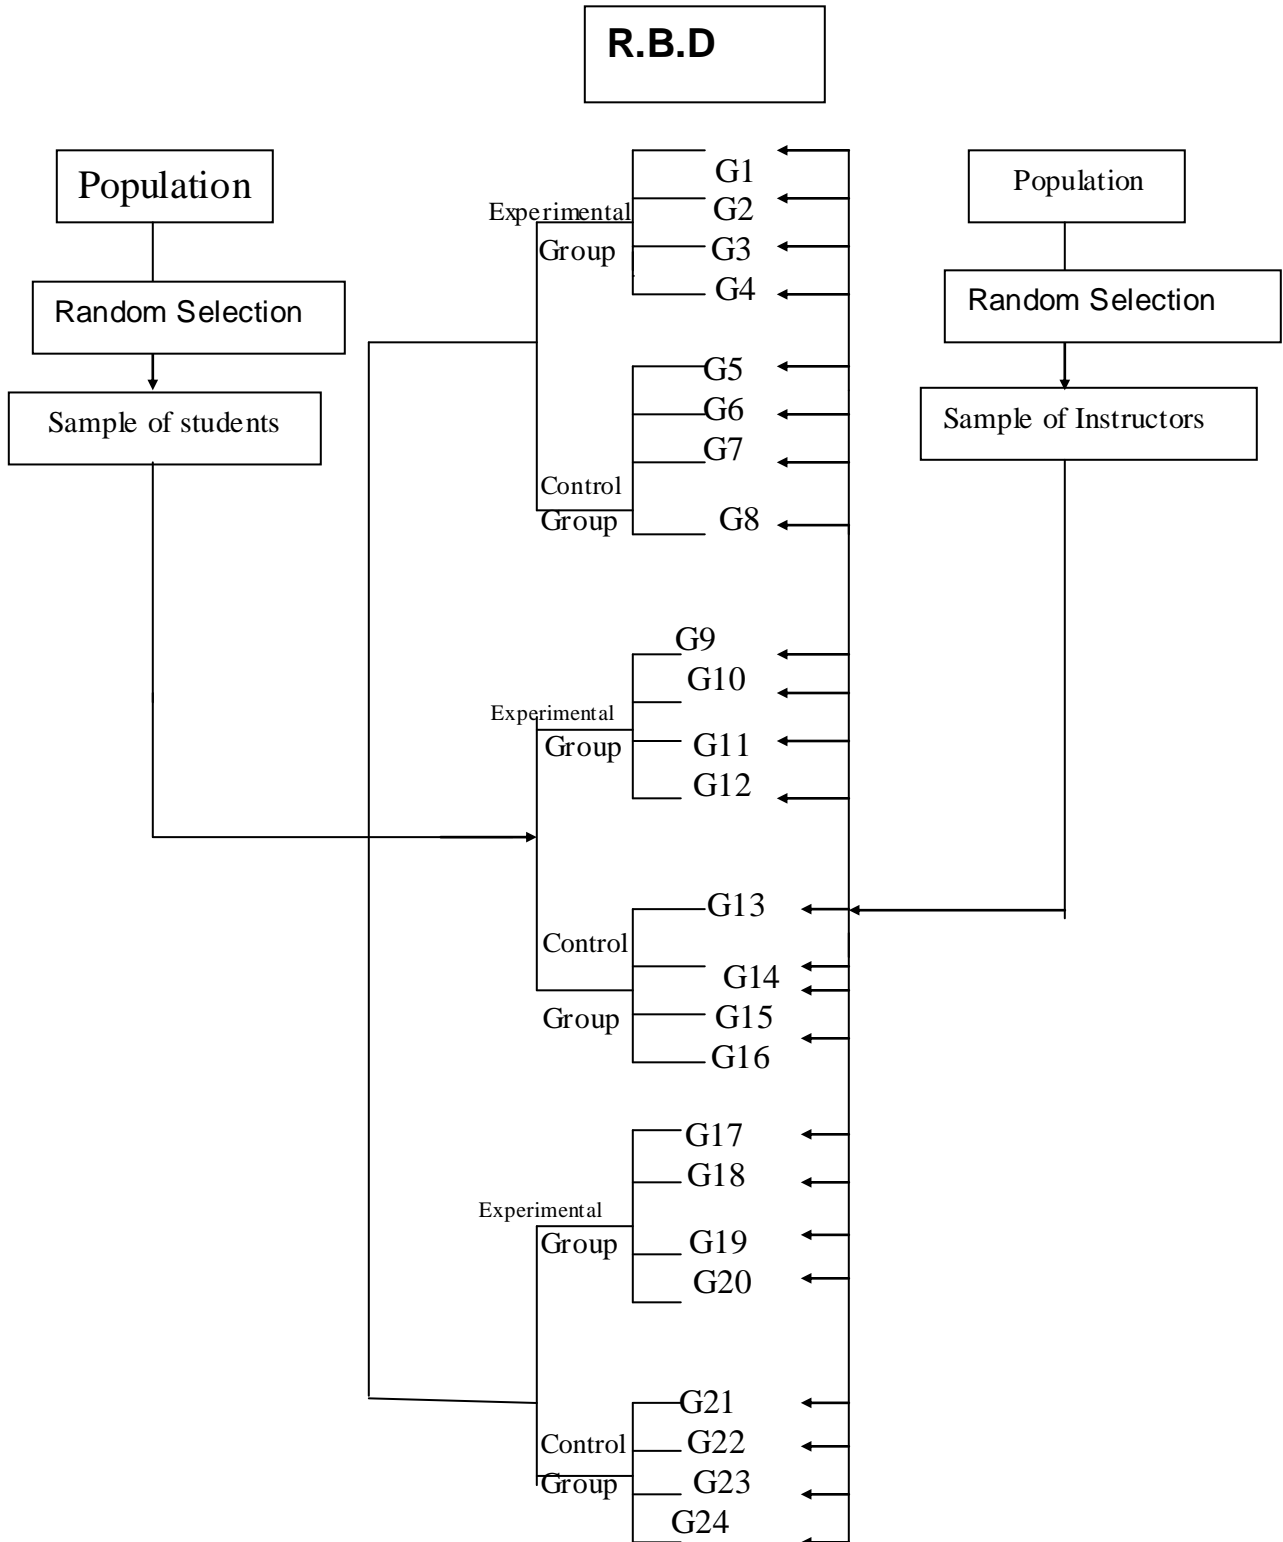 R.B.D
Population
Random Selection
Sample of students
Experimental
Group
G1
G2
G3
G4
Control
Group
G5
G6
G7
G8
Experimental
Group
G9
G10
G11
G12
Control
Group
G13
G14
G15
G16
Experimental
Group
G17
G18
G19
G20
Control
Group
G21
G22
G23
G24
Population
Random Selection
Sample of Instructors